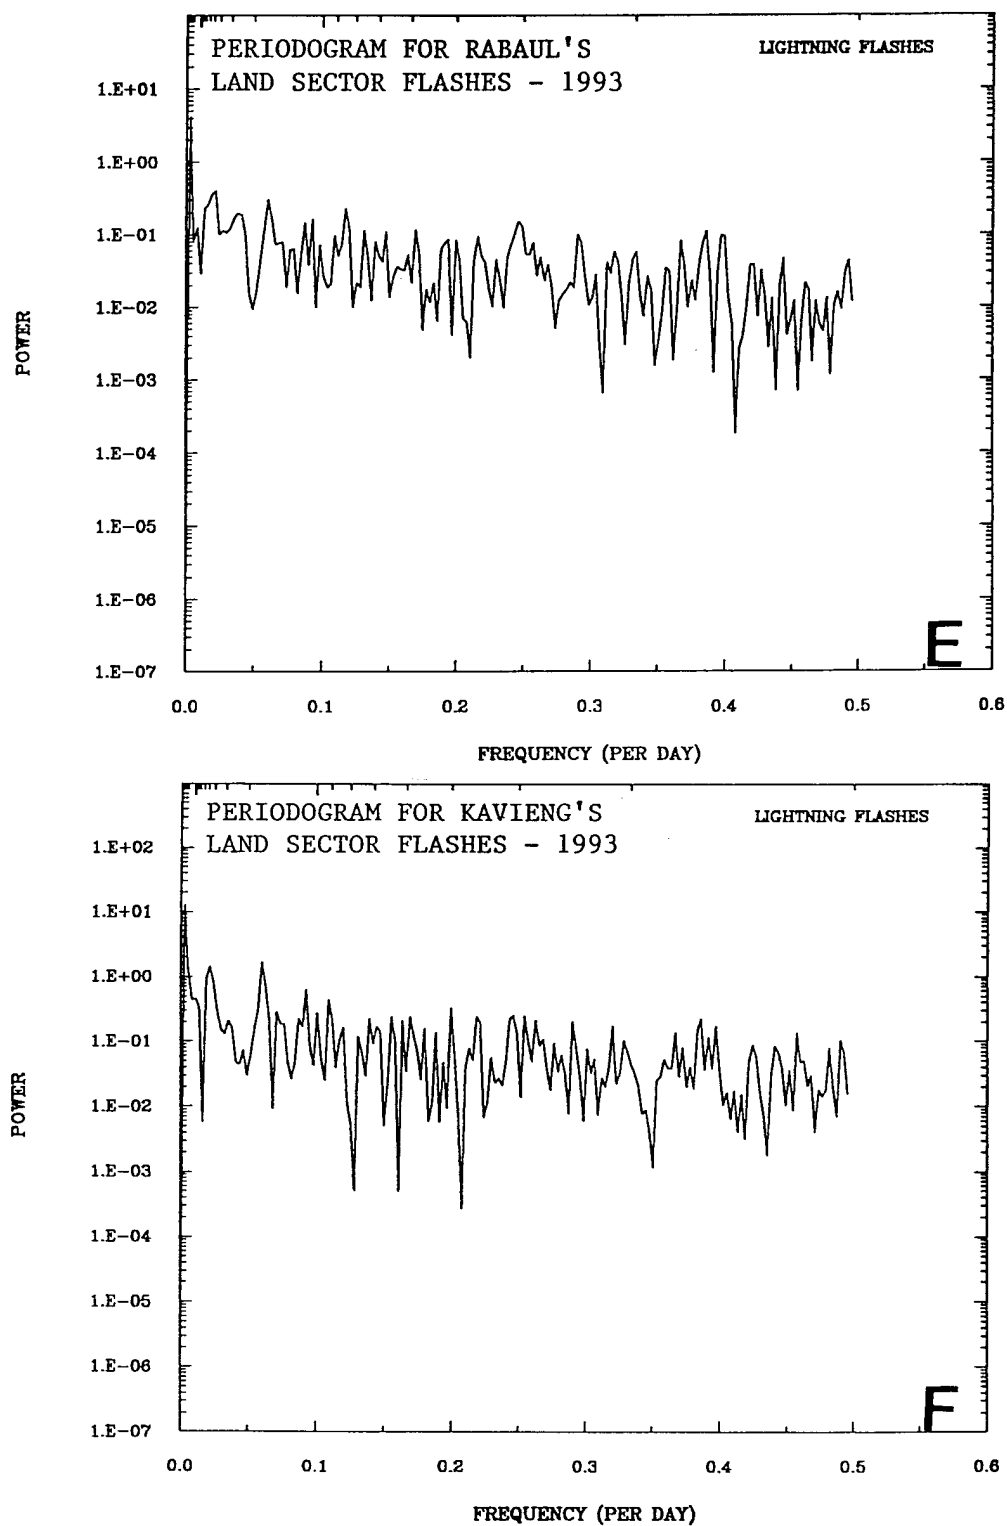 PERIODOGRAM FOR RABAUL'S
LAND SECTOR FLASHES - 1993
LIGHTNING FLASHES
1.E+01
1.E+00
1.E-01
1.E-02
1.E-03
1.E-04
1.E-05
1.E-06
1.E-07
POWER
E
0.0 0.1 0.2 0.3 0.4 0.5 0.6
FREQUENCY (PER DAY)
PERIODOGRAM FOR KAVIENG'S
LAND SECTOR FLASHES - 1993
LIGHTNING FLASHES
1.E+02
1.E+01
1.E+00
1.E-01
1.E-02
1.E-03
1.E-04
1.E-05
1.E-06
1.E-07
POWER
F
0.0 0.1 0.2 0.3 0.4 0.5 0.6
FREQUENCY (PER DAY)